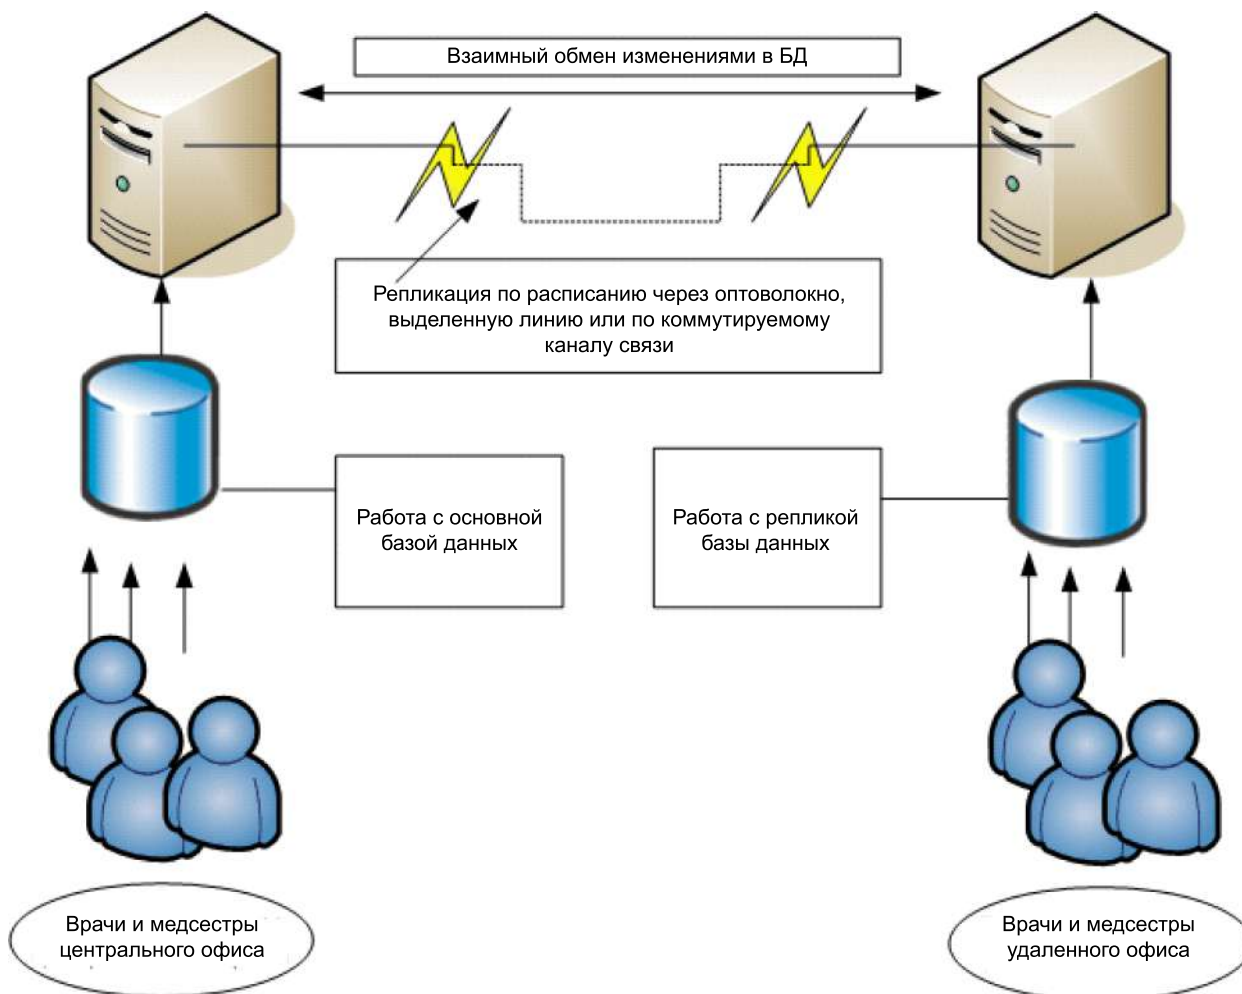 Взаимный обмен изменениями в БД
Репликация по расписанию через оптоволокно,
выделенную линию или по коммутируемому
каналу связи
Работа с основной
базой данных
Работа с репликой
базы данных
Врачи и медсестры
центрального офиса
Врачи и медсестры
удаленного офиса